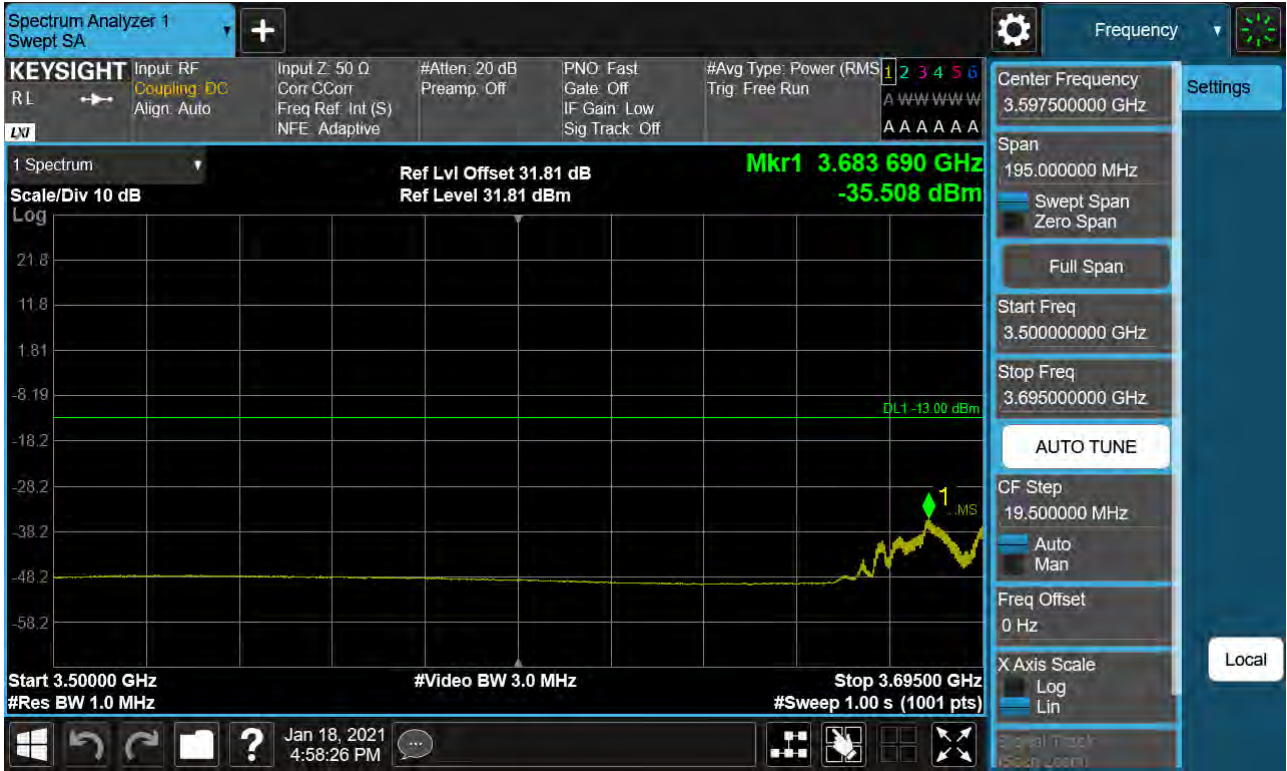 Spectrum Analyzer 1
Swept SA
+
Frequency
KEYSIGHT
RL
LXI
Input: RF
Coupling: DC
Align: Auto
Input Z: 50 Ω
Corr CCorr
Freq Ref: Int (S)
NFE: Adaptive
#Atten: 20 dB
Preamp: Off
PNO: Fast
Gate: Off
IF Gain: Low
Sig Track: Off
#Avg Type: Power (RMS
Trig: Free Run
1 2 3 4 5 6
A W W W W W
A A A A A A
1 Spectrum
Scale/Div 10 dB
Log
Ref Lvl Offset 31.81 dB
Ref Level 31.81 dBm
Mkr1 3.683 690 GHz
-35.508 dBm
21.8
11.8
1.81
-8.19
DL1 -13.00 dBm
-18.2
-28.2
1
...MS
-38.2
-48.2
-58.2
Start 3.50000 GHz
#Res BW 1.0 MHz
#Video BW 3.0 MHz
Stop 3.69500 GHz
#Sweep 1.00 s (1001 pts)
Center Frequency
3.597500000 GHz
Settings
Span
195.000000 MHz
Swept Span
Zero Span
Full Span
Start Freq
3.500000000 GHz
Stop Freq
3.695000000 GHz
AUTO TUNE
CF Step
19.500000 MHz
Auto
Man
Freq Offset
0 Hz
X Axis Scale
Log
Lin
Local
Signal Track
(Span Zoom)
?
Jan 18, 2021
4:58:26 PM